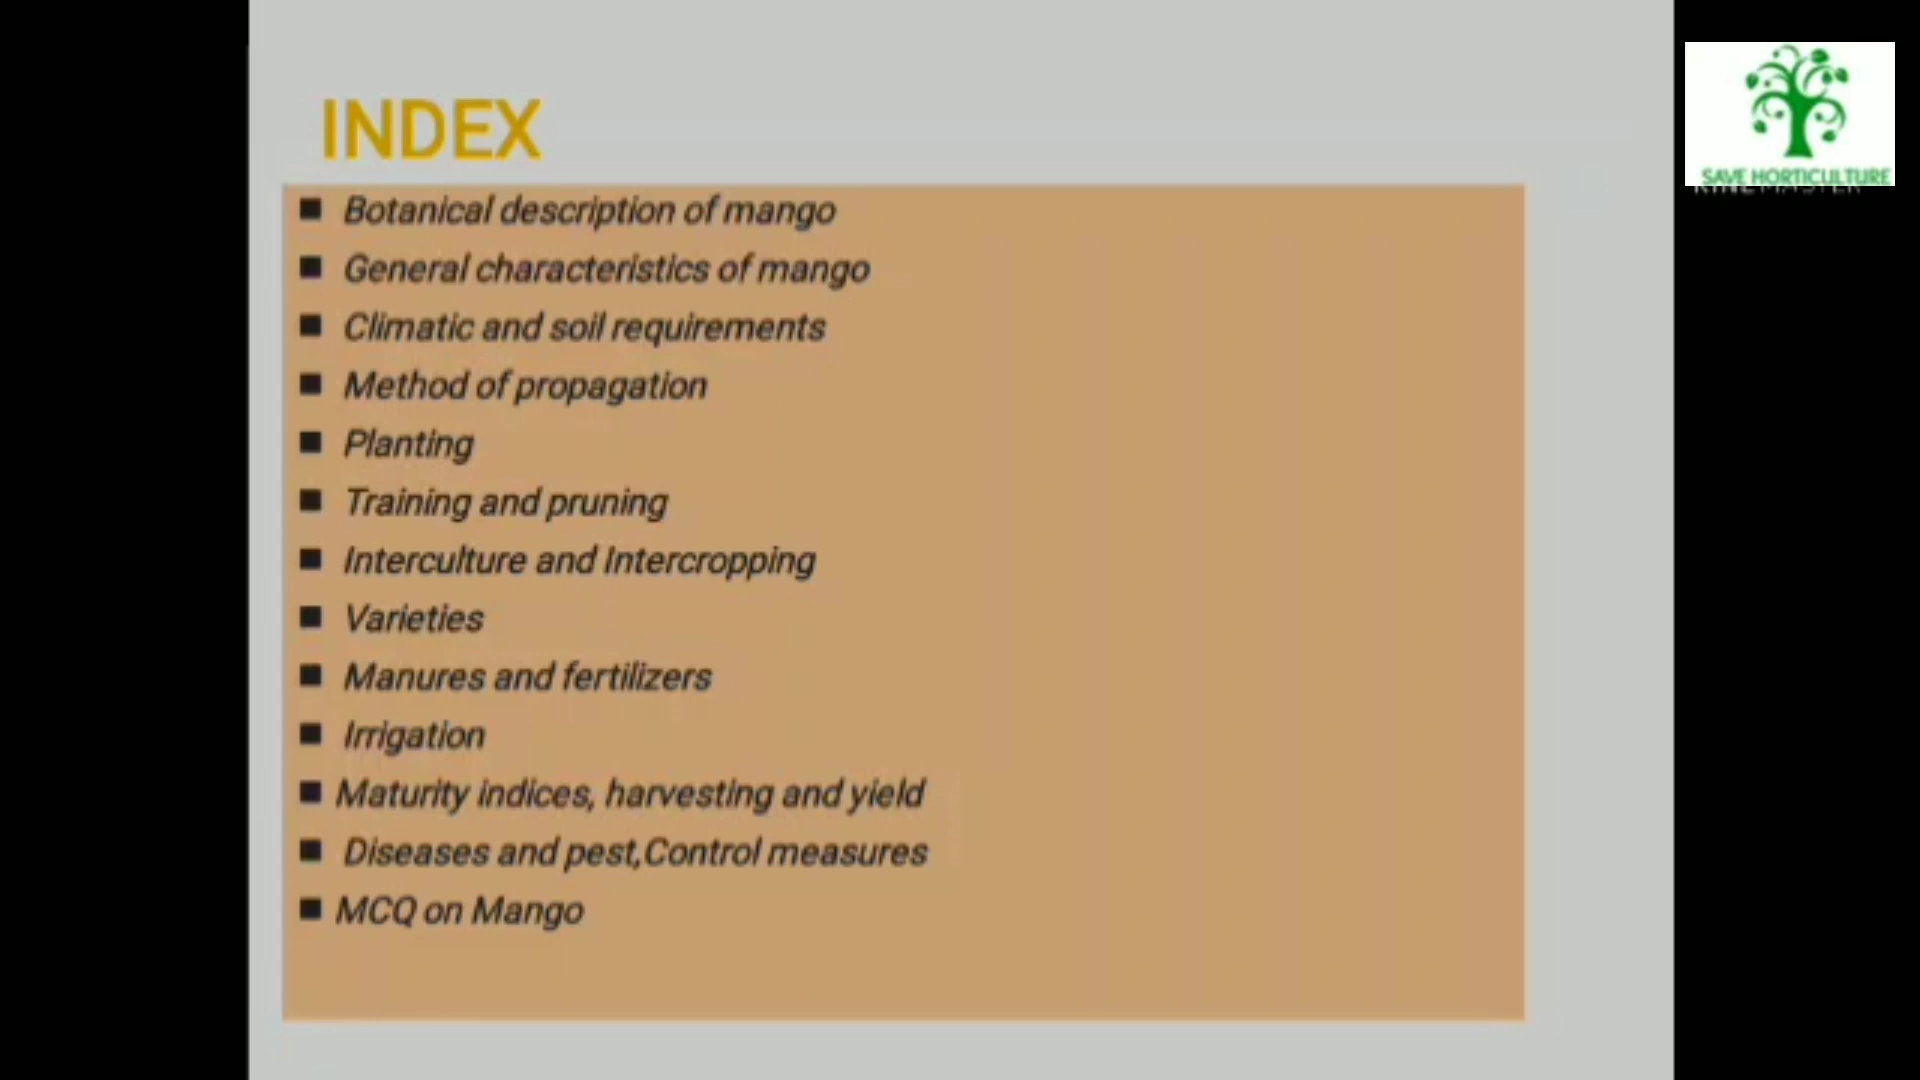 INDEX
■ Botanical description of mango
■ General characteristics of mango
■ Climatic and soil requirements
■ Method of propagation
■ Planting
■ Training and pruning
■ Interculture and Intercropping
■ Varieties
■ Manures and fertilizers
■ Irrigation
■ Maturity indices, harvesting and yield
■ Diseases and pest,Control measures
■ MCQ on Mango
SAVE HORTICULTURE